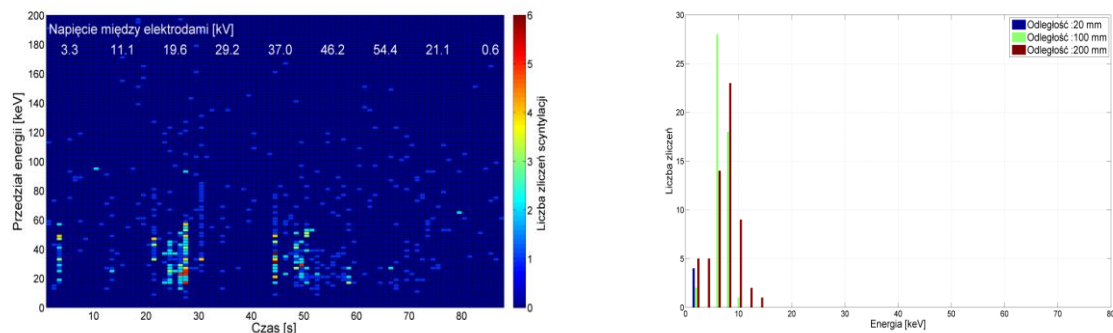 Napięcie między elektrodami [kV]
3.3 11.1 19.6 29.2 37.0 46.2 54.4 21.1 0.6
200
180
160
140
120
100
80
60
40
20
0
Przedział energii [keV]
10 20 30 40 50 60 70 80
Czas [s]
6
5
4
3
2
1
0
Liczba zliczeń scyntylacji
30
25
20
15
10
5
0
Liczba zliczeń
0 10 20 30 40 50 60 70 80
Energia [keV]
Odległość :20 mm
Odległość :100 mm
Odległość :200 mm